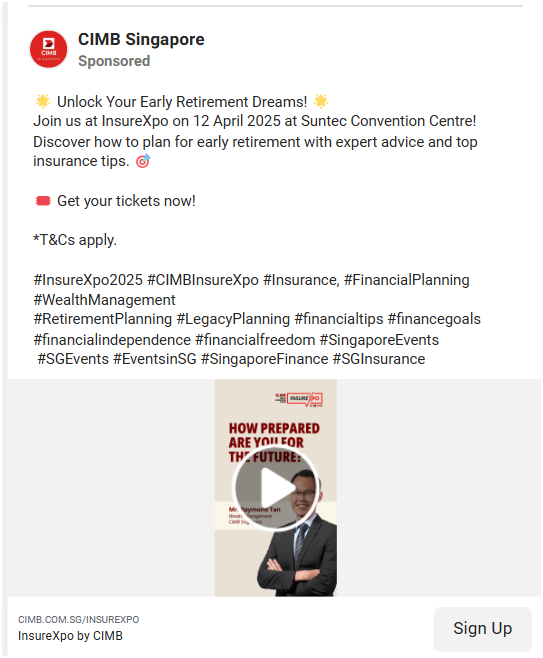 CIMB
CIMB Singapore
Sponsored
🌟 Unlock Your Early Retirement Dreams! 🌟
Join us at InsureXpo on 12 April 2025 at Suntec Convention Centre!
Discover how to plan for early retirement with expert advice and top
insurance tips. 🎯
🎟️ Get your tickets now!
*T&Cs apply.
#InsureXpo2025 #CIMBInsureXpo #Insurance, #FinancialPlanning
#WealthManagement
#RetirementPlanning #LegacyPlanning #financialtips #financegoals
#financialindependence #financialfreedom #SingaporeEvents
#SGEvents #EventsinSG #SingaporeFinance #SGInsurance
INSUREXPO
HOW PREPARED
ARE YOU FOR
THE FUTURE?
Mr. Raymond Tan
Wealth Management
CIMB
CIMB.COM.SG/INSUREXPO
InsureXpo by CIMB
Sign Up